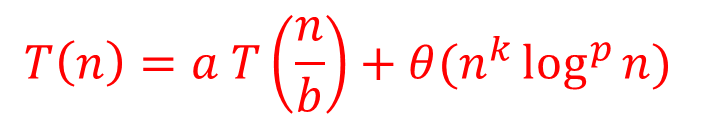 T(n) = a T(n/b) + θ(n^k log^p n)